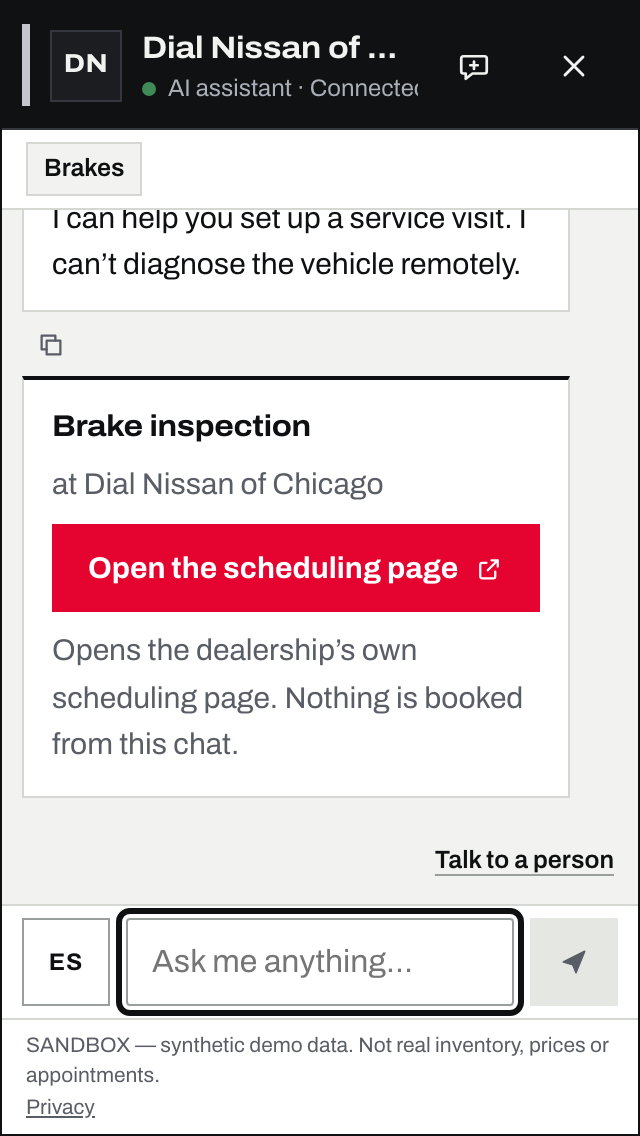 DN
Dial Nissan of ...
AI assistant · Connected
Brakes
I can help you set up a service visit. I
can’t diagnose the vehicle remotely.
Brake inspection
at Dial Nissan of Chicago
Open the scheduling page
Opens the dealership’s own
scheduling page. Nothing is booked
from this chat.
Talk to a person
ES
Ask me anything...
SANDBOX — synthetic demo data. Not real inventory, prices or
appointments.
Privacy